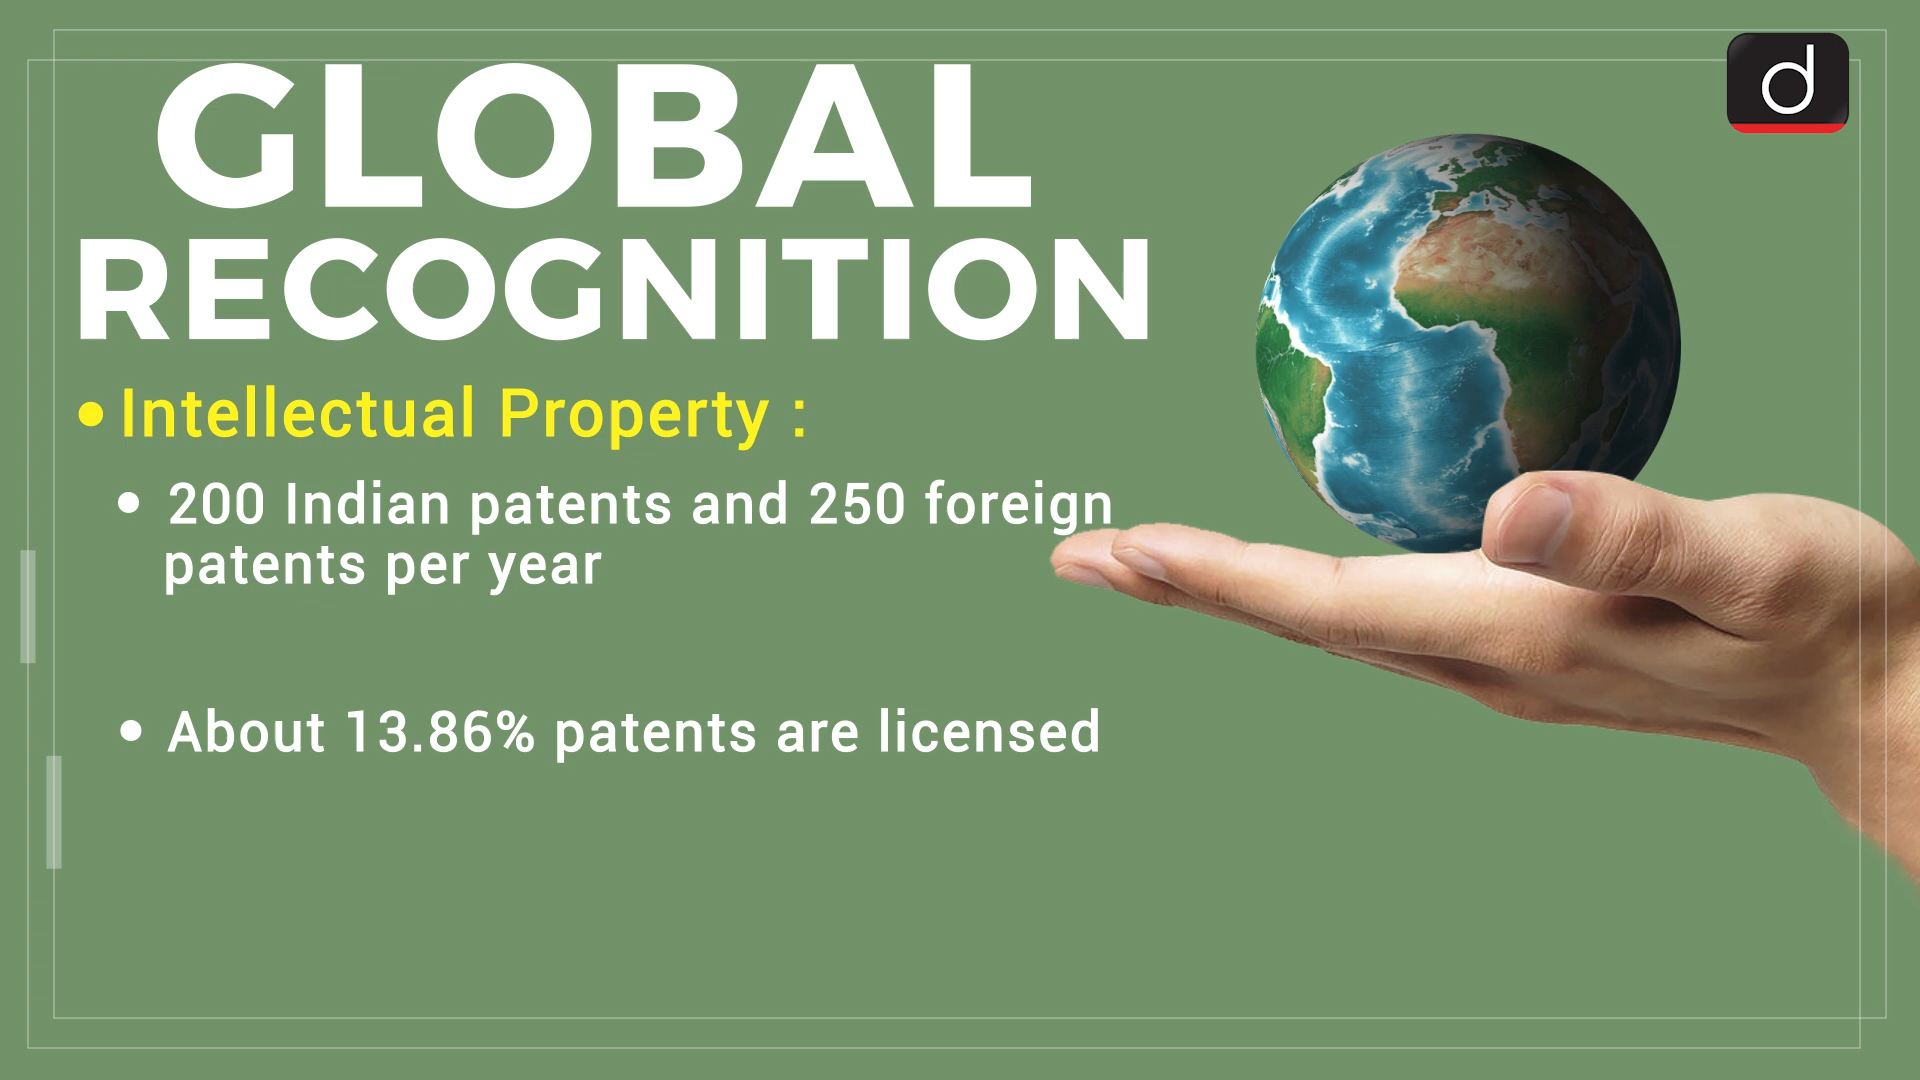 GLOBAL
RECOGNITION
• Intellectual Property :
• 200 Indian patents and 250 foreign
patents per year
• About 13.86% patents are licensed
d